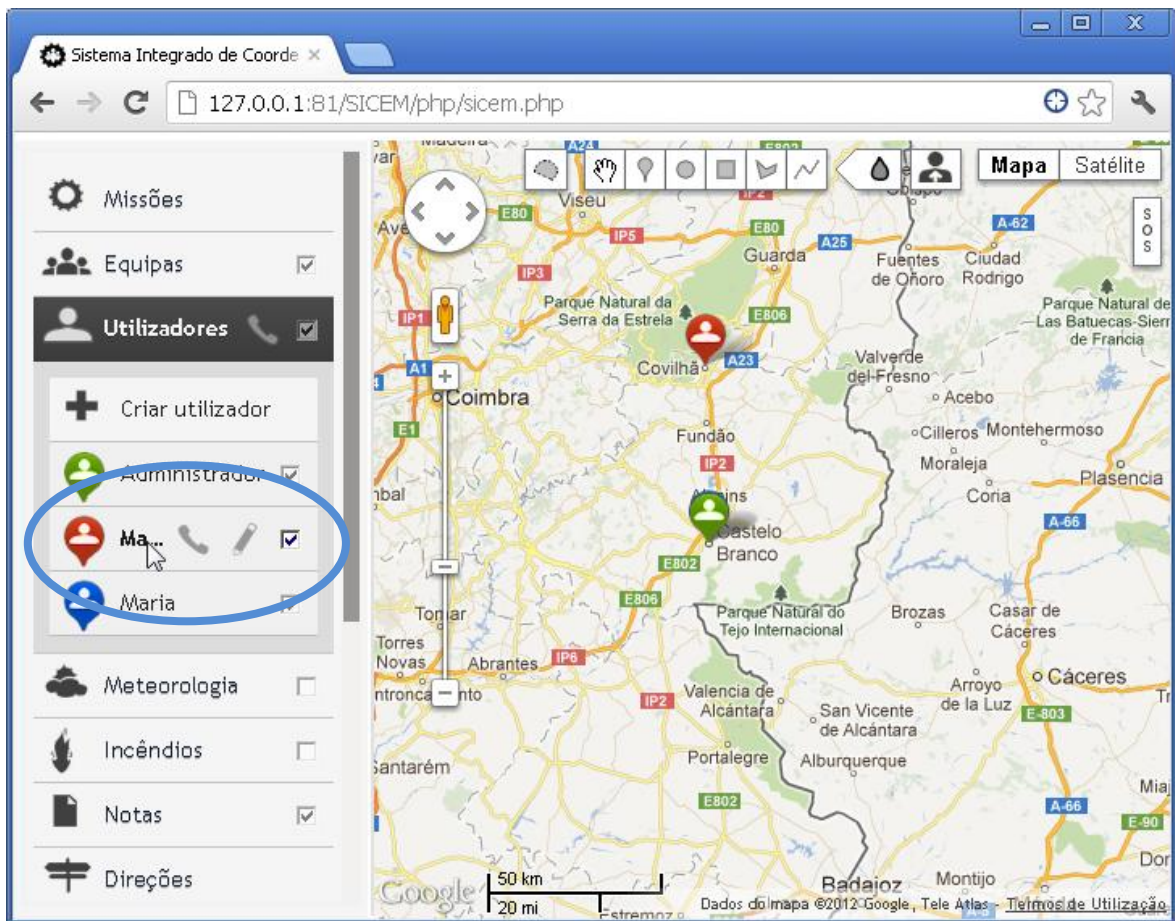 Sistema Integrado de Coorde
127.0.0.1:81/SICEM/php/sicem.php
Missões
Equipas
Utilizadores
Criar utilizador
Administrador
Ma...
Maria
Meteorologia
Incêndios
Notas
Direções
Mapa
Satélite
SOS
A24
E802
IP2
Viseu
E80
IP5
E80
A25
A-62
Guarda
Fuentes
de Oñoro
Ciudad
Rodrigo
IP3
Parque Natural da
Serra da Estrela
E806
Parque Natural de
Las Batuecas-Sierr
de Francia
IP1
Covilhã
A23
Valverde
del Fresno
A1
Coimbra
Acebo
E1
Fundão
Cilleros
Montehermoso
IP2
Moraleja
Plasencia
Coria
Castelo
Branco
A-66
E802
E806
Tomar
Parque Natural do
Tejo Internacional
Brozas
Casar de
Cáceres
Torres
Novas
Abrantes
IP6
Cáceres
IP2
Valencia de
Alcántara
San Vicente
de Alcántara
Arroyo
de la Luz
E-803
Portalegre
Alburquerque
Santarém
E802
A-66
E-90
Badajoz
Montijo
Estremoz
Google
50 km
20 mi
Dados do mapa ©2012 Google, Tele Atlas - Termos de Utilização